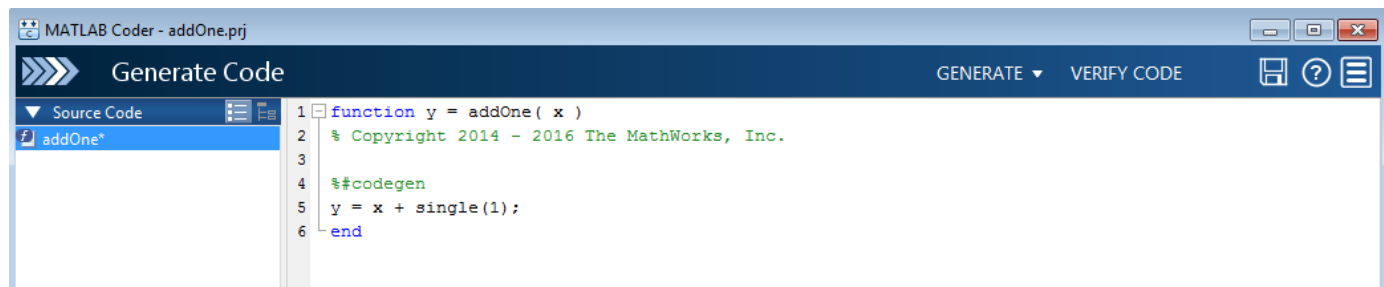 MATLAB Coder - addOne.prj
Generate Code GENERATE VERIFY CODE
Source Code
addOne*
1 function y = addOne( x )
2 % Copyright 2014 - 2016 The MathWorks, Inc.
3
4 %#codegen
5 y = x + single(1);
6 end